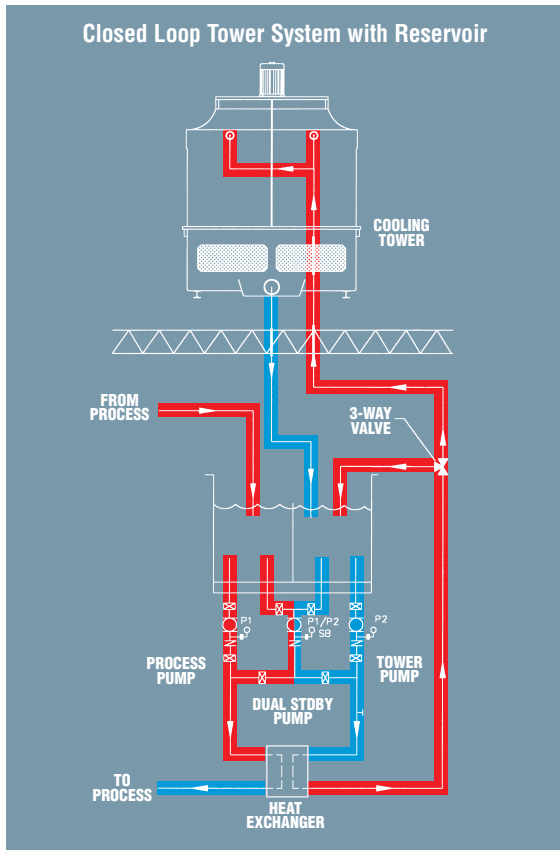 Closed Loop Tower System with Reservoir
COOLING
TOWER
FROM
PROCESS
3-WAY
VALVE
P1
P1/P2
SB
P2
PROCESS
PUMP
TOWER
PUMP
DUAL STDBY
PUMP
TO
PROCESS
HEAT
EXCHANGER